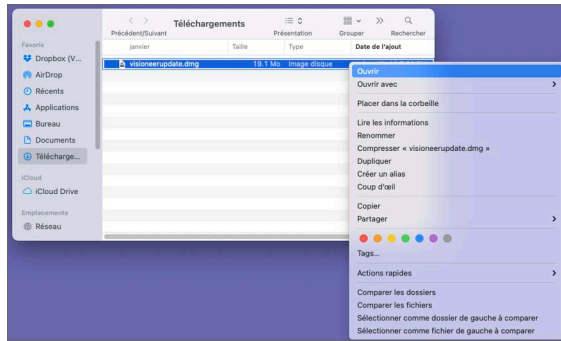 Téléchargements
Précédent/Suivant
Présentation
Grouper
Rechercher
Favoris
Dropbox (V...
AirDrop
Récents
Applications
Bureau
Documents
Télécharge...
iCloud
iCloud Drive
Emplacements
Réseau
janvier Taille Type Date de l'ajout
visioneerupdate.dmg 19.1 Mo Image disque
Ouvrir
Ouvrir avec
Placer dans la corbeille
Lire les informations
Renommer
Compresser « visioneerupdate.dmg »
Dupliquer
Créer un alias
Coup d'œil
Copier
Partager
Tags...
Actions rapides
Comparer les dossiers
Comparer les fichiers
Sélectionner comme dossier de gauche à comparer
Sélectionner comme fichier de gauche à comparer